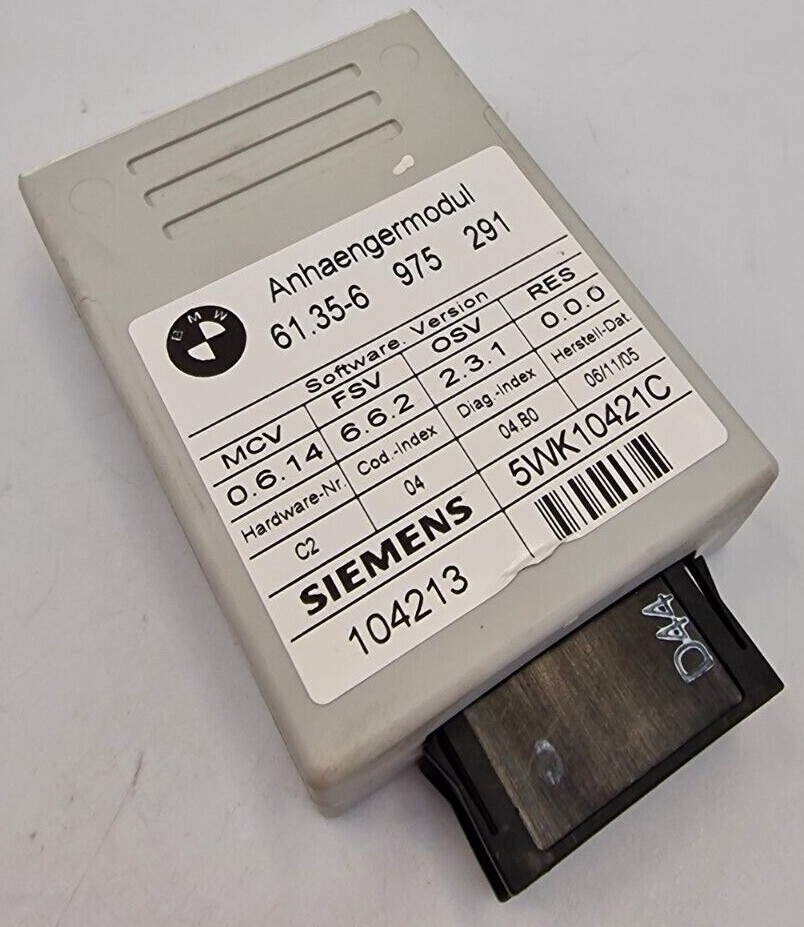 BMW
Anhaengermodul
61.35-6 975 291
Software. Version
MCV FSV OSV RES
0.6.14 6.6.2 2.3.1 0.0.0
Hardware-Nr. Cod.-Index Diag.-Index Herstell-Dat.
C2 04 04.B0 06/11/05
SIEMENS 5WK10421C
104213
D44